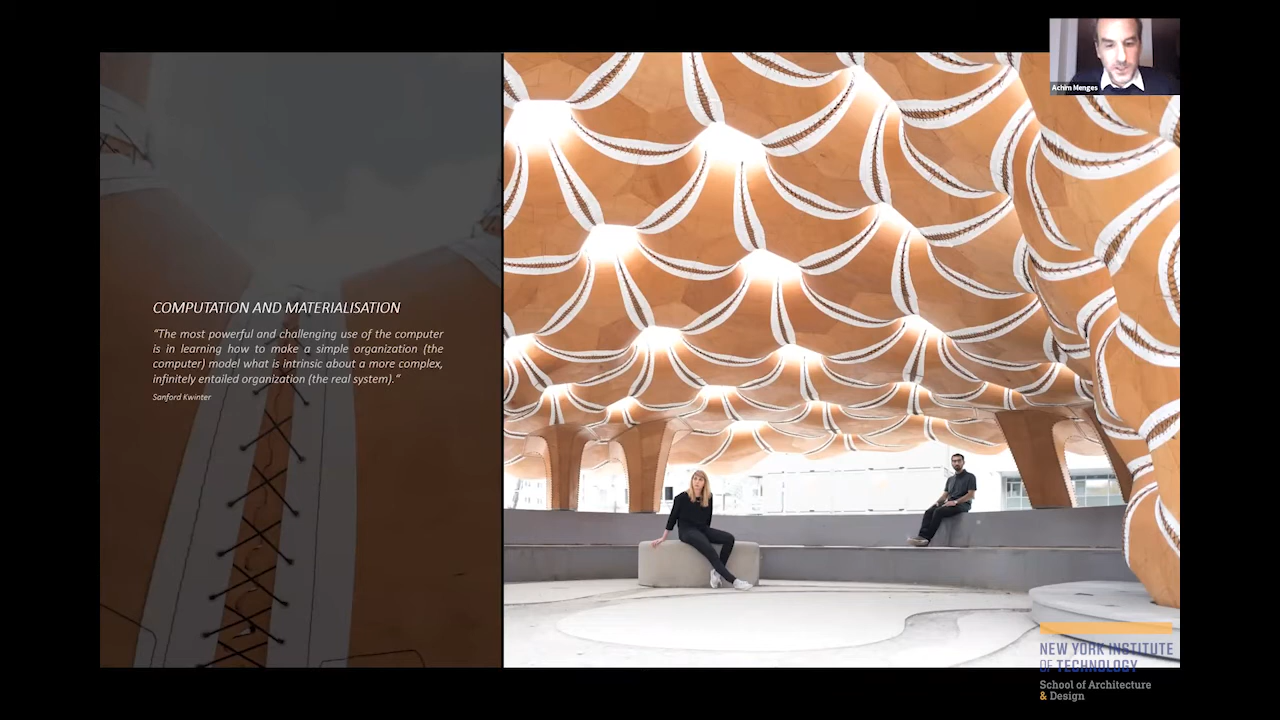 Achim Menges
COMPUTATION AND MATERIALISATION
“The most powerful and challenging use of the computer
is in learning how to make a simple organization (the
computer) model what is intrinsic about a more complex,
infinitely entailed organization (the real system).“
Sanford Kwinter
NEW YORK INSTITUTE
OF TECHNOLOGY
School of Architecture
& Design